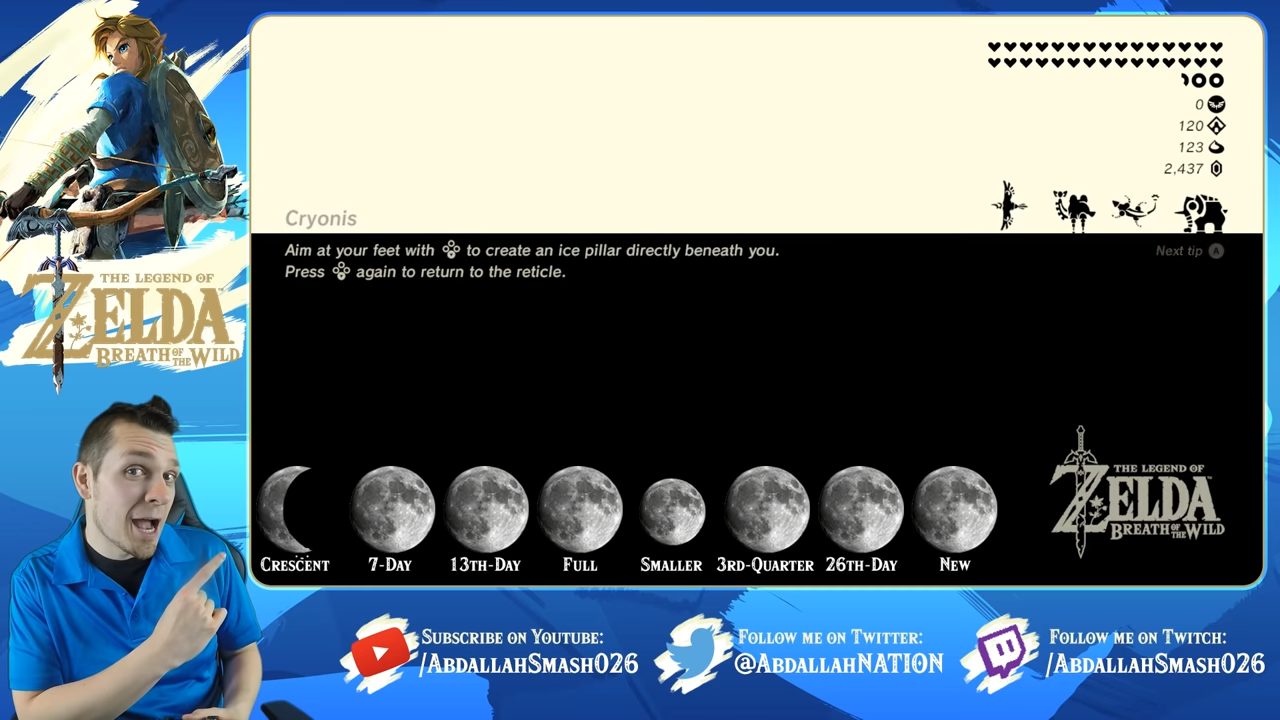 100
0
120
123
2,437
Cryonis
Aim at your feet with to create an ice pillar directly beneath you.
Press again to return to the reticle.
Next tip A
THE LEGEND OF
ZELDA
BREATH OF THE WILD
THE LEGEND OF
ZELDA
BREATH OF THE WILD
CRESCENT 7-DAY 13TH-DAY FULL SMALLER 3RD-QUARTER 26TH-DAY NEW
SUBSCRIBE ON YOUTUBE:
/ABDALLAHSMASH026
FOLLOW ME ON TWITTER:
@ABDALLAHNATION
FOLLOW ME ON TWITCH:
/ABDALLAHSMASH026